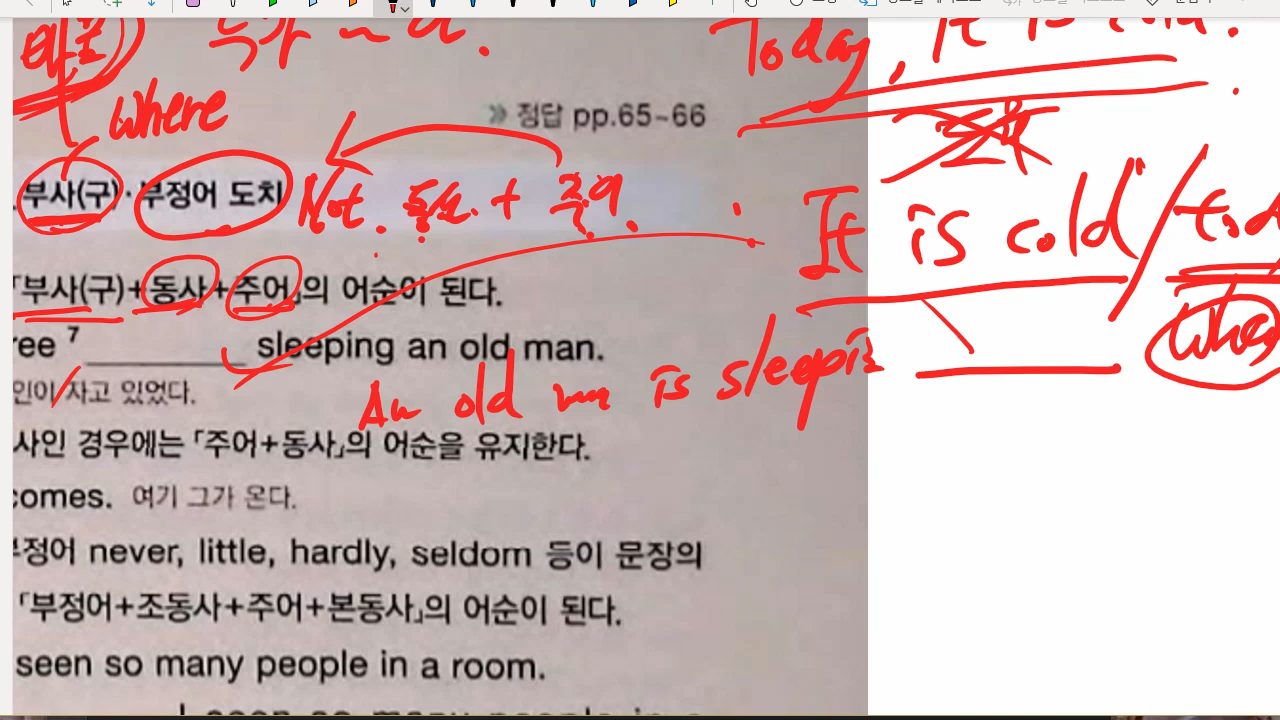 누가 ~ 다.
Today, It is cold.
where
» 정답 pp.65~66
부사(구)·부정어 도치
Not. 동사. + 주어.
It is cold / tod
「부사(구)+동사+주어」의 어순이 된다.
ree 7 ________ sleeping an old man.
인이 자고 있었다.
An old man is sleepi
사인 경우에는 「주어+동사」의 어순을 유지한다.
comes. 여기 그가 온다.
부정어 never, little, hardly, seldom 등이 문장의
「부정어+조동사+주어+본동사」의 어순이 된다.
seen so many people in a room.